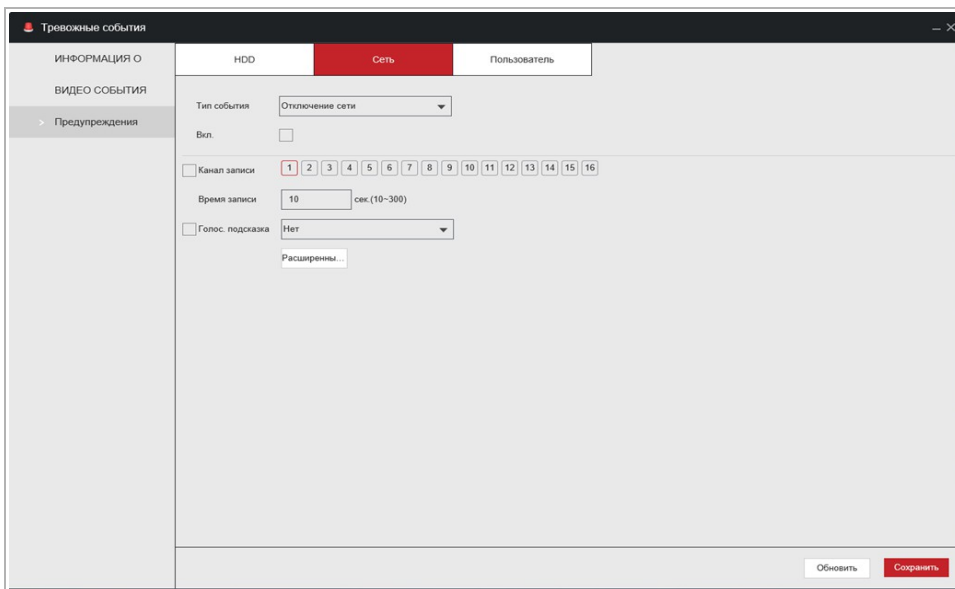 Тревожные события
ИНФОРМАЦИЯ О
ВИДЕО СОБЫТИЯ
> Предупреждения
HDD Сеть Пользователь
Тип события Отключение сети
Вкл.
Канал записи 1 2 3 4 5 6 7 8 9 10 11 12 13 14 15 16
Время записи 10 сек.(10~300)
Голос. подсказка Нет
Расширенны...
Обновить Сохранить